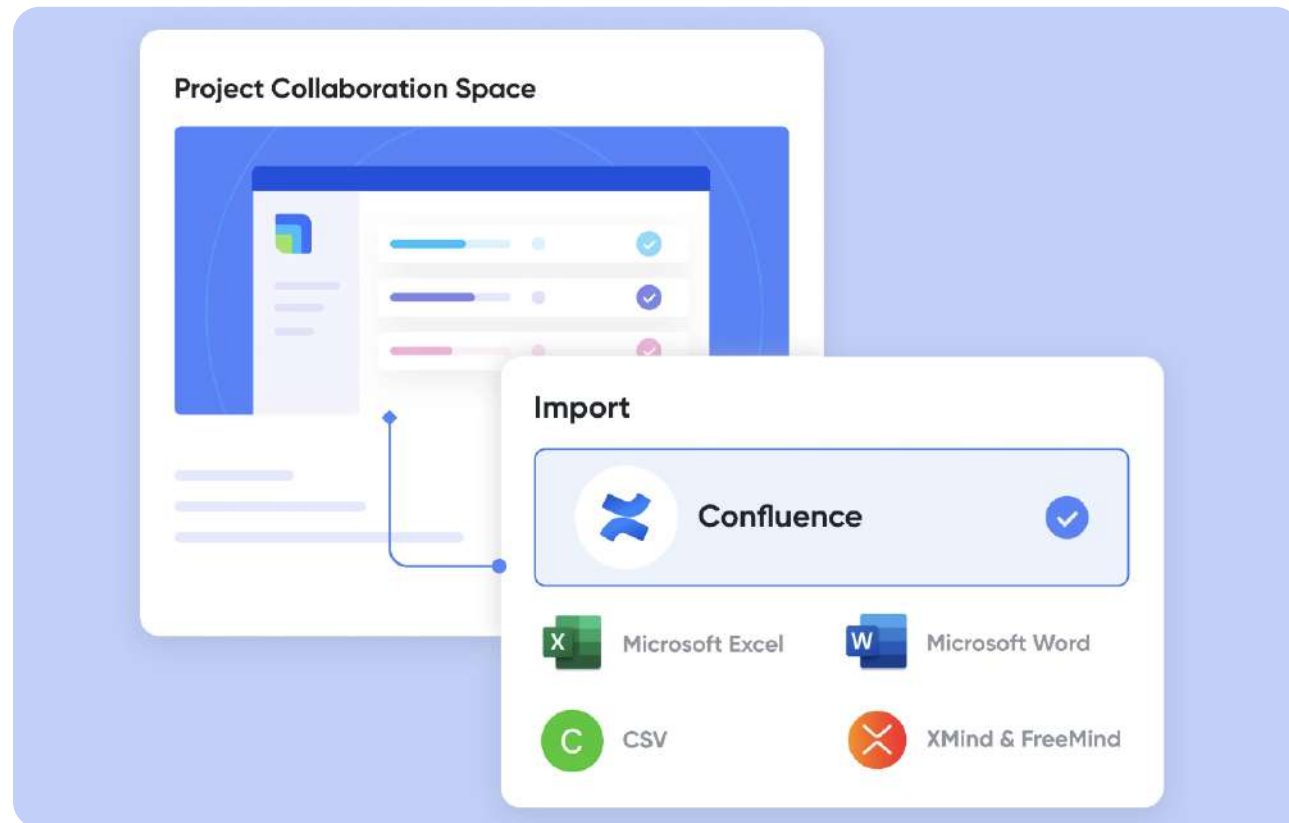 Project Collaboration Space
Import
Confluence
X Microsoft Excel
W Microsoft Word
C CSV
XMind & FreeMind